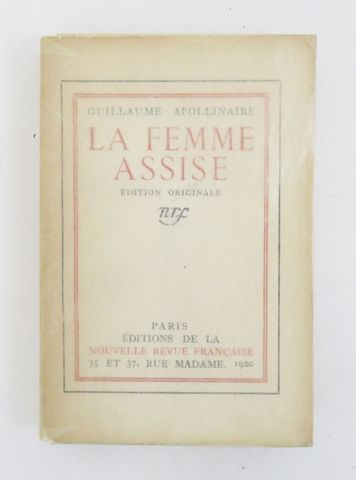 GUILLAUME APOLLINAIRE
LA FEMME
ASSISE
ÉDITION ORIGINALE
nrf
PARIS
ÉDITIONS DE LA
NOUVELLE REVUE FRANÇAISE
35 ET 37, RUE MADAME. 1920